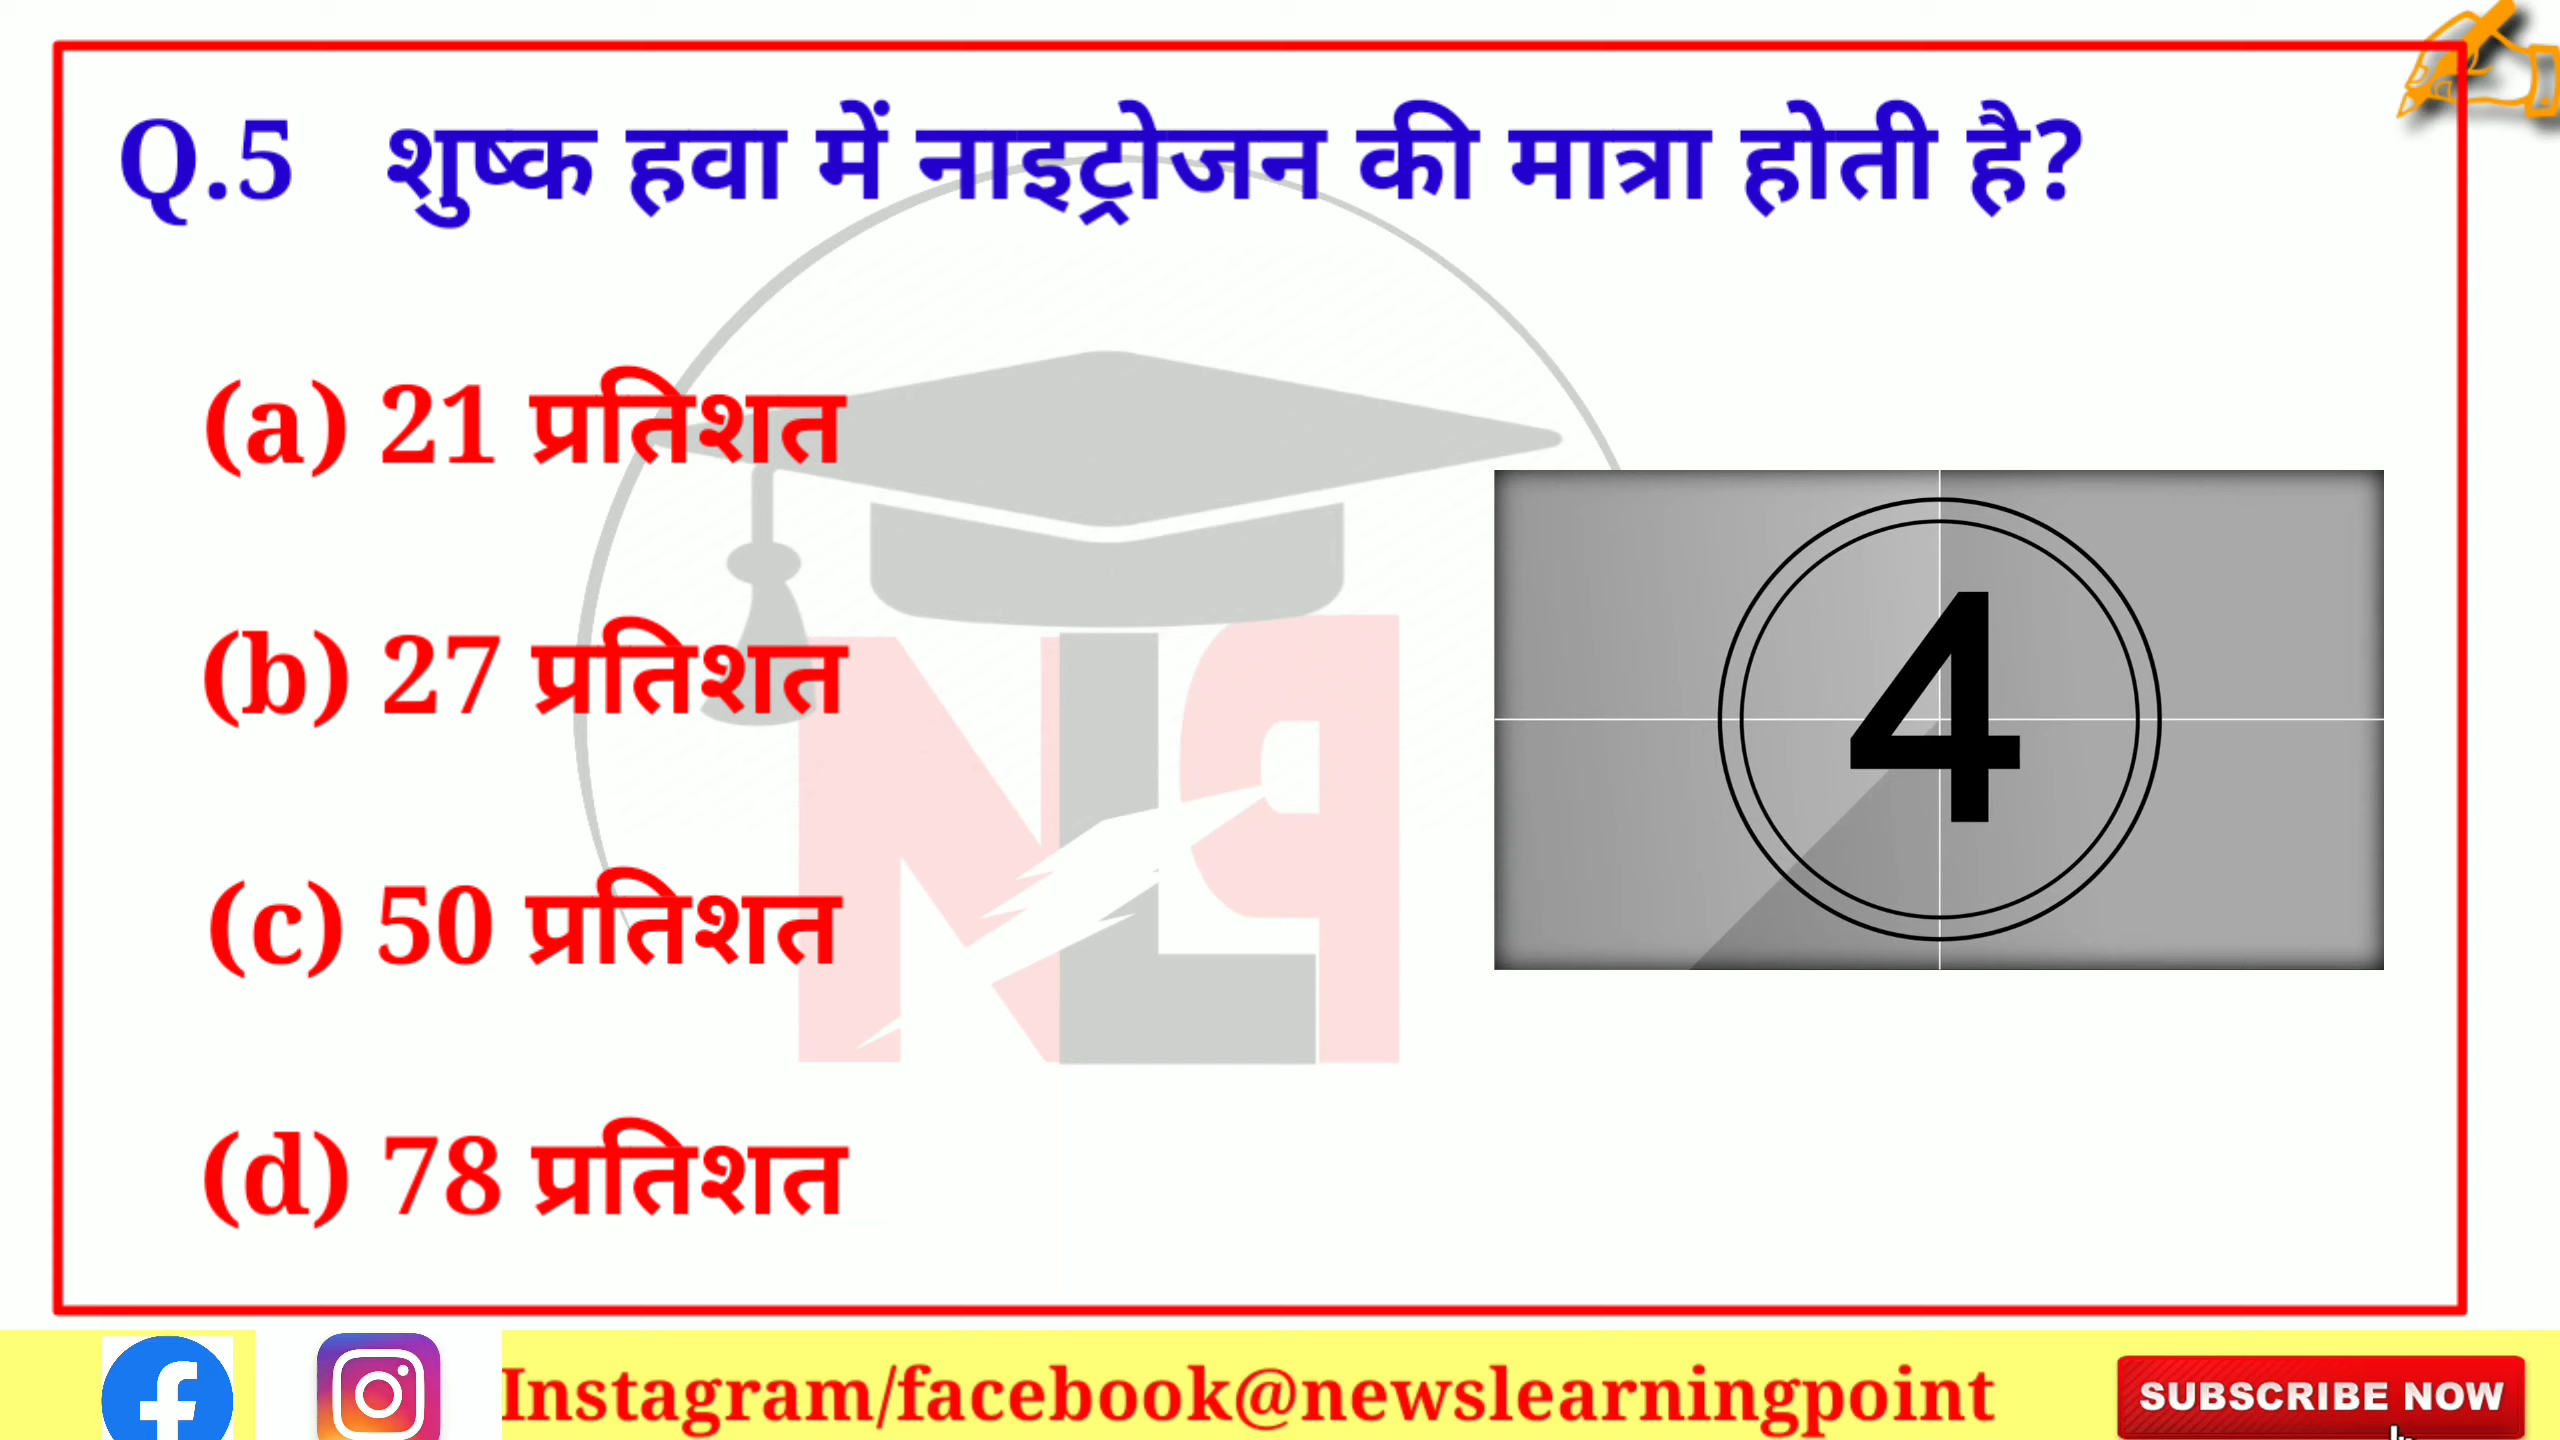 Q.5 शुष्क हवा में नाइट्रोजन की मात्रा होती है?
(a) 21 प्रतिशत
(b) 27 प्रतिशत
(c) 50 प्रतिशत
(d) 78 प्रतिशत
4
NLP
Instagram/facebook@newslearningpoint
SUBSCRIBE NOW